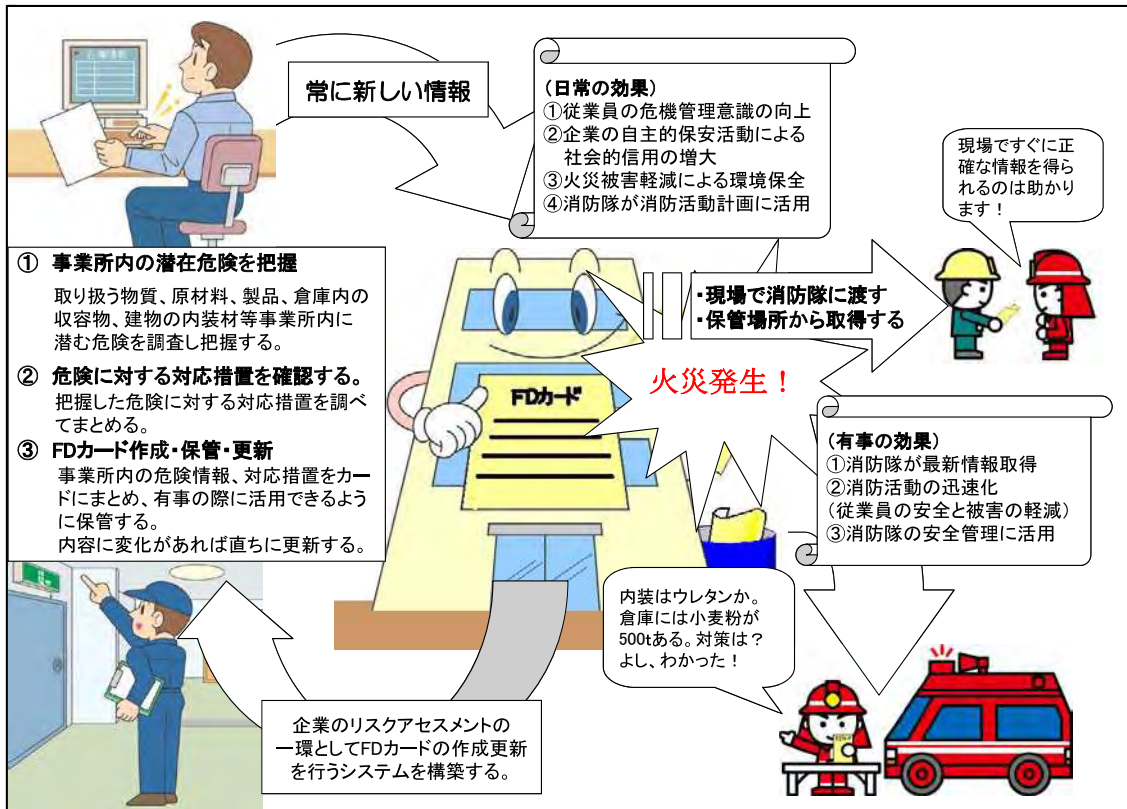 常に新しい情報
(日常の効果)
①従業員の危機管理意識の向上
②企業の自主的保安活動による
社会的信用の増大
③火災被害軽減による環境保全
④消防隊が消防活動計画に活用
現場ですぐに正
確な情報を得ら
れるのは助かり
ます！
① 事業所内の潜在危険を把握
取り扱う物質、原材料、製品、倉庫内の
収容物、建物の内装材等事業所内に
潜む危険を調査し把握する。
② 危険に対する対応措置を確認する。
把握した危険に対する対応措置を調べ
てまとめる。
③ FDカード作成・保管・更新
事業所内の危険情報、対応措置をカー
ドにまとめ、有事の際に活用できるよう
に保管する。
内容に変化があれば直ちに更新する。
・現場で消防隊に渡す
・保管場所から取得する
火災発生！
FDカード
(有事の効果)
①消防隊が最新情報取得
②消防活動の迅速化
(従業員の安全と被害の軽減)
③消防隊の安全管理に活用
内装はウレタンか。
倉庫には小麦粉が
500tある。対策は？
よし、わかった！
企業のリスクアセスメントの
一環としてFDカードの作成更新
を行うシステムを構築する。